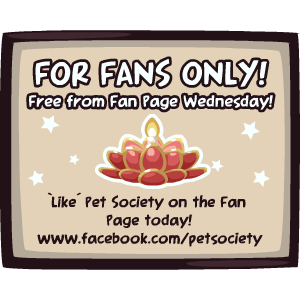 FOR FANS ONLY!
Free from Fan Page Wednesday!
`Like´ Pet Society on the Fan
Page today!
www.facebook.com/petsociety